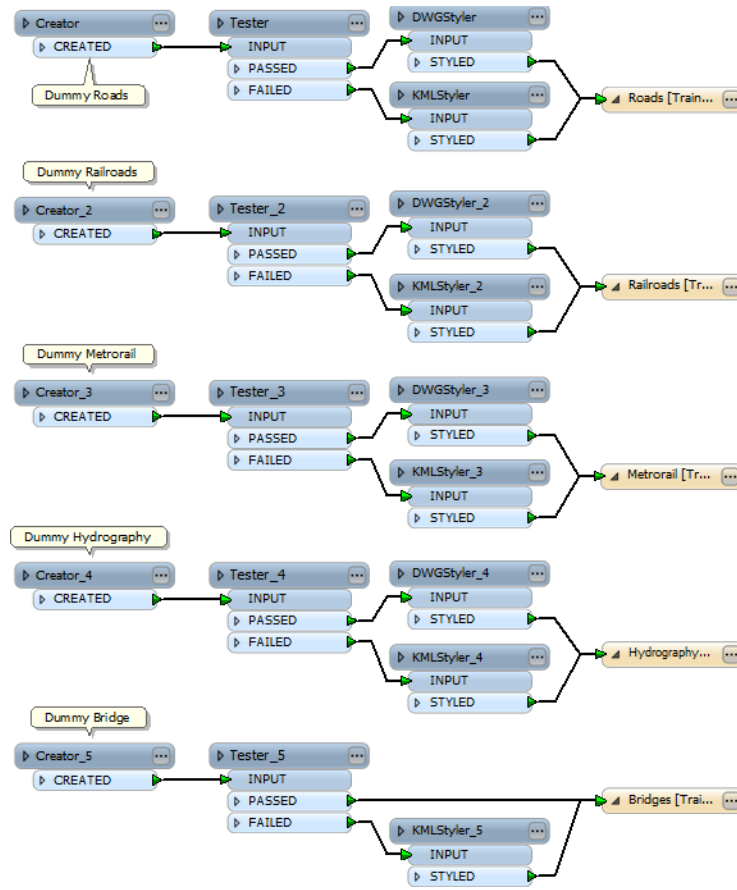 Creator
CREATED
Dummy Roads
Tester
INPUT
PASSED
FAILED
DWGStyler
INPUT
STYLED
KMLStyler
INPUT
STYLED
Roads [Train...
Dummy Railroads
Creator_2
CREATED
Tester_2
INPUT
PASSED
FAILED
DWGStyler_2
INPUT
STYLED
KMLStyler_2
INPUT
STYLED
Railroads [Tr...
Dummy Metrorail
Creator_3
CREATED
Tester_3
INPUT
PASSED
FAILED
DWGStyler_3
INPUT
STYLED
KMLStyler_3
INPUT
STYLED
Metrorail [Tr...
Dummy Hydrography
Creator_4
CREATED
Tester_4
INPUT
PASSED
FAILED
DWGStyler_4
INPUT
STYLED
KMLStyler_4
INPUT
STYLED
Hydrography...
Dummy Bridge
Creator_5
CREATED
Tester_5
INPUT
PASSED
FAILED
KMLStyler_5
INPUT
STYLED
Bridges [Trai...